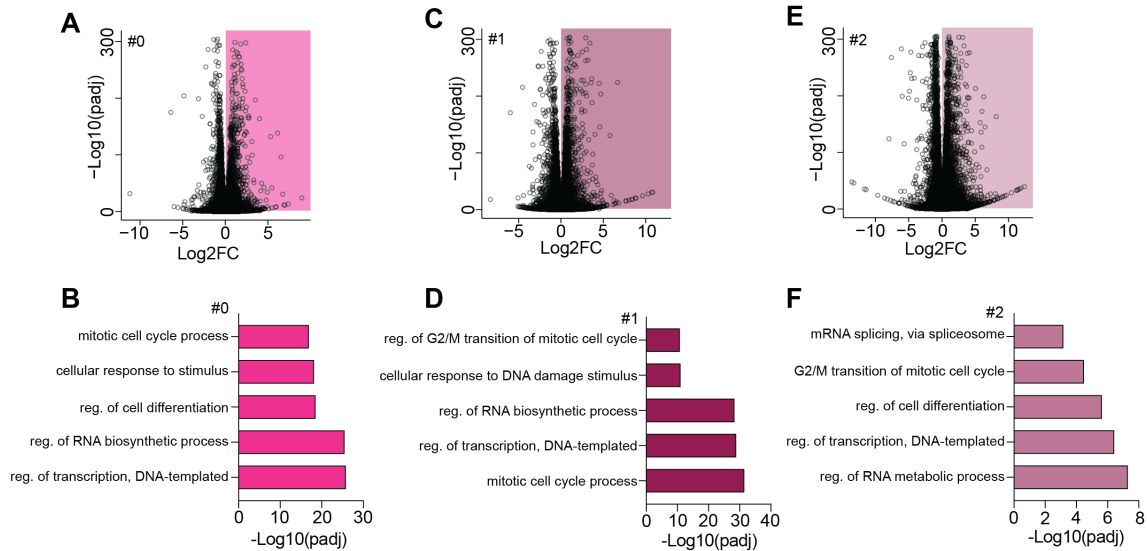 A
#0
300
0
−Log10(padj)
−10 −5 0 5
Log2FC
C
#1
300
0
−Log10(padj)
−5 0 5 10
Log2FC
E
#2
300
0
−Log10(padj)
−10 −5 0 5 10
Log2FC
B
#0
mitotic cell cycle process
cellular response to stimulus
reg. of cell differentiation
reg. of RNA biosynthetic process
reg. of transcription, DNA-templated
0 10 20 30
-Log10(padj)
D
#1
reg. of G2/M transition of mitotic cell cycle
cellular response to DNA damage stimulus
reg. of RNA biosynthetic process
reg. of transcription, DNA-templated
mitotic cell cycle process
0 10 20 30 40
-Log10(padj)
F
#2
mRNA splicing, via spliceosome
G2/M transition of mitotic cell cycle
reg. of cell differentiation
reg. of transcription, DNA-templated
reg. of RNA metabolic process
0 2 4 6 8
-Log10(padj)